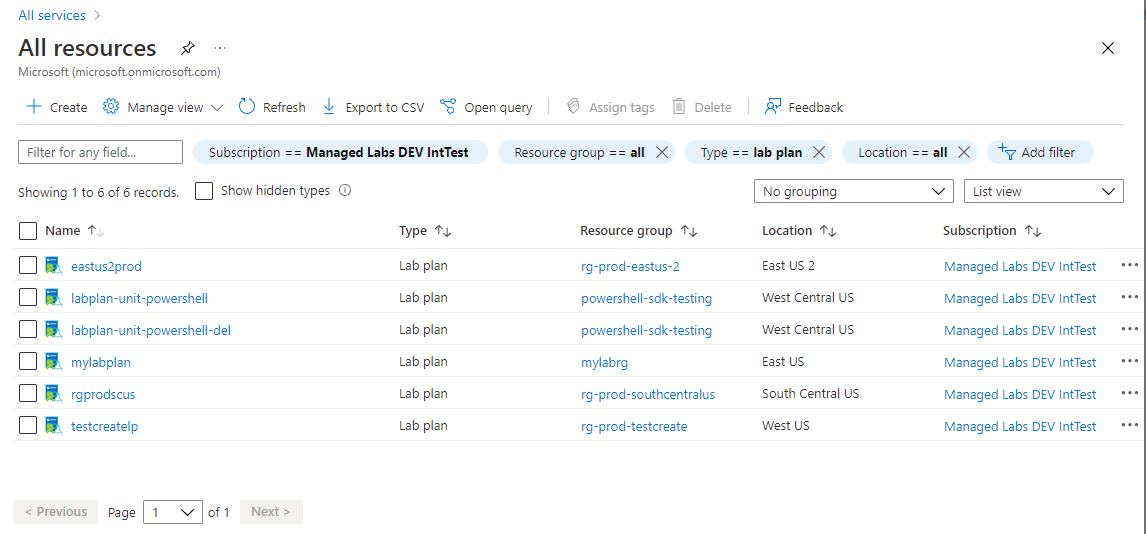 All services
All resources
Microsoft (microsoft.onmicrosoft.com)
Create Manage view Refresh Export to CSV Open query Assign tags Delete Feedback
Filter for any field... Subscription == Managed Labs DEV IntTest Resource group == all Type == lab plan Location == all Add filter
Showing 1 to 6 of 6 records. Show hidden types No grouping List view
Name Type Resource group Location Subscription
eastus2prod Lab plan rg-prod-eastus-2 East US 2 Managed Labs DEV IntTest
labplan-unit-powershell Lab plan powershell-sdk-testing West Central US Managed Labs DEV IntTest
labplan-unit-powershell-del Lab plan powershell-sdk-testing West Central US Managed Labs DEV IntTest
mylabplan Lab plan mylabrg East US Managed Labs DEV IntTest
rgprodscus Lab plan rg-prod-southcentralus South Central US Managed Labs DEV IntTest
testcreatelp Lab plan rg-prod-testcreate West US Managed Labs DEV IntTest
< Previous Page 1 of 1 Next >